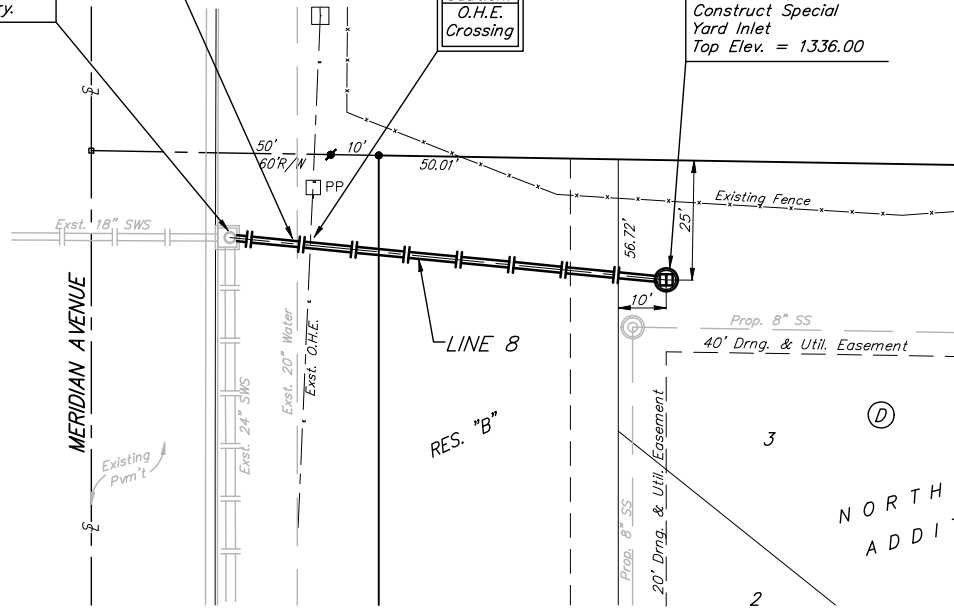 ry.
O.H.E.
Crossing
Construct Special
Yard Inlet
Top Elev. = 1336.00
50'
60'R/W
10'
50.01'
PP
Existing Fence
25'
56.72'
10'
Exst. 18" SWS
MERIDIAN AVENUE
Exst. 20" Water
Exst. O.H.E.
LINE 8
Prop. 8" SS
40' Drng. & Util. Easement
Exst. 24" SWS
Existing
Pvm't
RES. "B"
20' Drng. & Util. Easement
Prop. 8" SS
D
3
NORTH
ADDIT
2